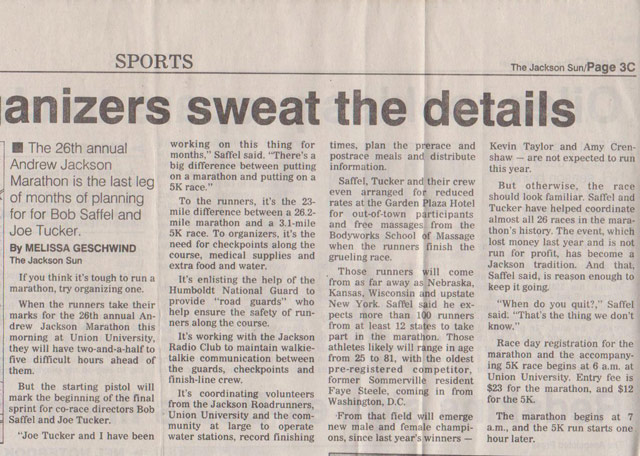 SPORTS
The Jackson Sun/Page 3C
ganizers sweat the details
■ The 26th annual
Andrew Jackson
Marathon is the last leg
of months of planning
for for Bob Saffel and
Joe Tucker.
By MELISSA GESCHWIND
The Jackson Sun
If you think it's tough to run a
marathon, try organizing one.
When the runners take their
marks for the 26th annual An-
drew Jackson Marathon this
morning at Union University,
they will have two-and-a-half to
five difficult hours ahead of
them.
But the starting pistol will
mark the beginning of the final
sprint for co-race directors Bob
Saffel and Joe Tucker.
"Joe Tucker and I have been
working on this thing for
months," Saffel said. "There's a
big difference between putting
on a marathon and putting on a
5K race."
To the runners, it's the 23-
mile difference between a 26.2-
mile marathon and a 3.1-mile
5K race. To organizers, it's the
need for checkpoints along the
course, medical supplies and
extra food and water.
It's enlisting the help of the
Humboldt National Guard to
provide "road guards" who
help ensure the safety of run-
ners along the course.
It's working with the Jackson
Radio Club to maintain walkie-
talkie communication between
the guards, checkpoints and
finish-line crew.
It's coordinating volunteers
from the Jackson Roadrunners,
Union University and the com-
munity at large to operate
water stations, record finishing
times, plan the prerace and
postrace meals and distribute
information.
Saffel, Tucker and their crew
even arranged for reduced
rates at the Garden Plaza Hotel
for out-of-town participants
and free massages from the
Bodyworks School of Massage
when the runners finish the
grueling race.
Those runners will come
from as far away as Nebraska,
Kansas, Wisconsin and upstate
New York. Saffel said he ex-
pects more than 100 runners
from at least 12 states to take
part in the marathon. Those
athletes likely will range in age
from 25 to 81, with the oldest
pre-registered competitor,
former Sommerville resident
Faye Steele, coming in from
Washington, D.C.
From that field will emerge
new male and female champi-
ons, since last year's winners —
Kevin Taylor and Amy Cren-
shaw — are not expected to run
this year.
But otherwise, the race
should look familiar. Saffel and
Tucker have helped coordinate
almost all 26 races in the mara-
thon's history. The event, which
lost money last year and is not
run for profit, has become a
Jackson tradition. And that,
Saffel said, is reason enough to
keep it going.
"When do you quit?," Saffel
said. "That's the thing we don't
know."
Race day registration for the
marathon and the accompany-
ing 5K race begins at 6 a.m. at
Union University. Entry fee is
$23 for the marathon, and $12
for the 5K.
The marathon begins at 7
a.m., and the 5K run starts one
hour later.